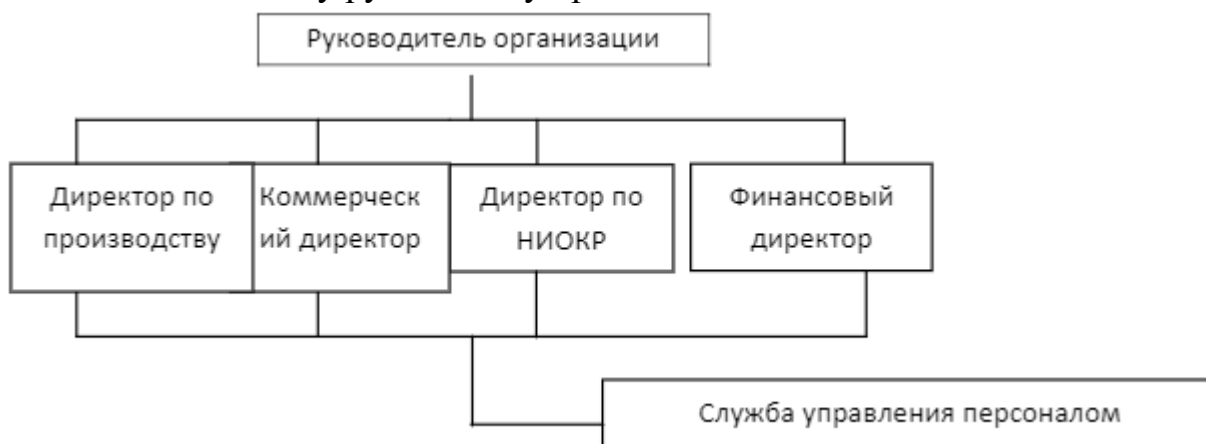 Руководитель организации
Директор по
производству
Коммерческ
ий директор
Директор по
НИОКР
Финансовый
директор
Служба управления персоналом